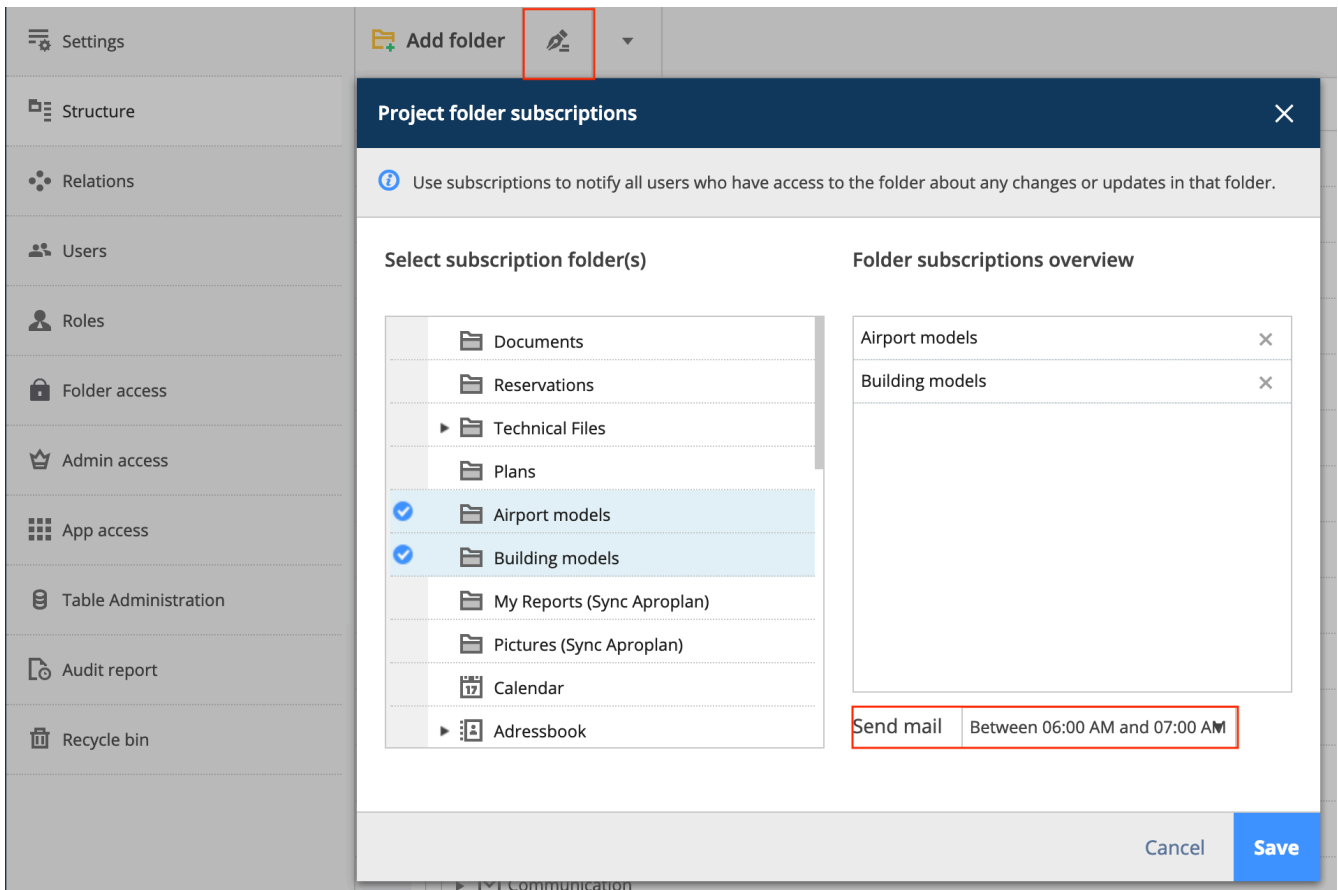 Settings
Structure
Relations
Users
Roles
Folder access
Admin access
App access
Table Administration
Audit report
Recycle bin
Add folder
Project folder subscriptions
Use subscriptions to notify all users who have access to the folder about any changes or updates in that folder.
Select subscription folder(s)
Documents
Reservations
Technical Files
Plans
Airport models
Building models
My Reports (Sync Aproplan)
Pictures (Sync Aproplan)
17 Calendar
Adressbook
Folder subscriptions overview
Airport models
Building models
Send mail Between 06:00 AM and 07:00 AM
Cancel Save
Communication